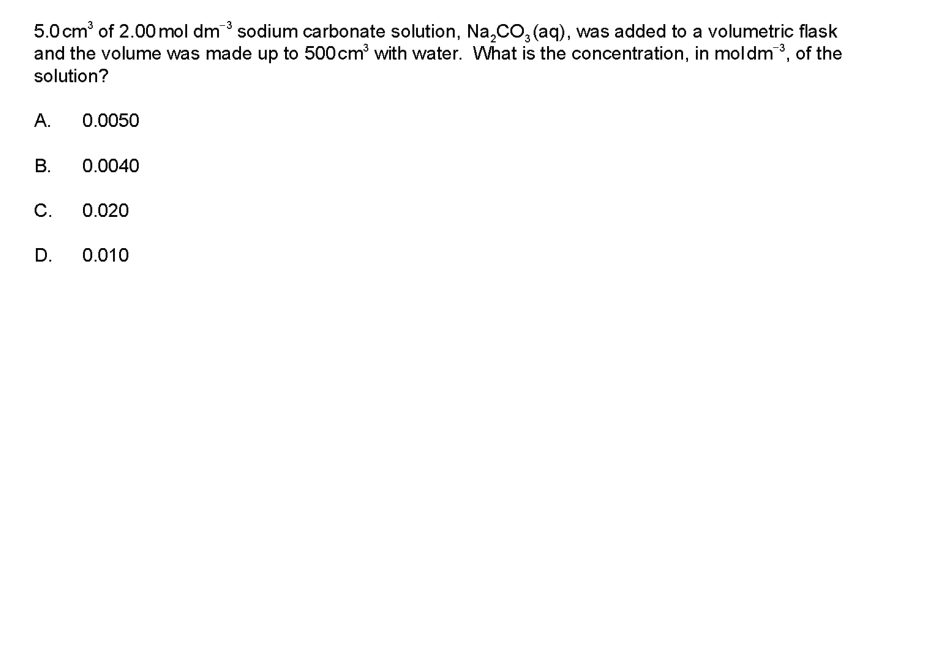 5.0 cm³ of 2.00 mol dm⁻³ sodium carbonate solution, Na₂CO₃(aq), was added to a volumetric flask
and the volume was made up to 500 cm³ with water. What is the concentration, in mol dm⁻³, of the
solution?
A. 0.0050
B. 0.0040
C. 0.020
D. 0.010